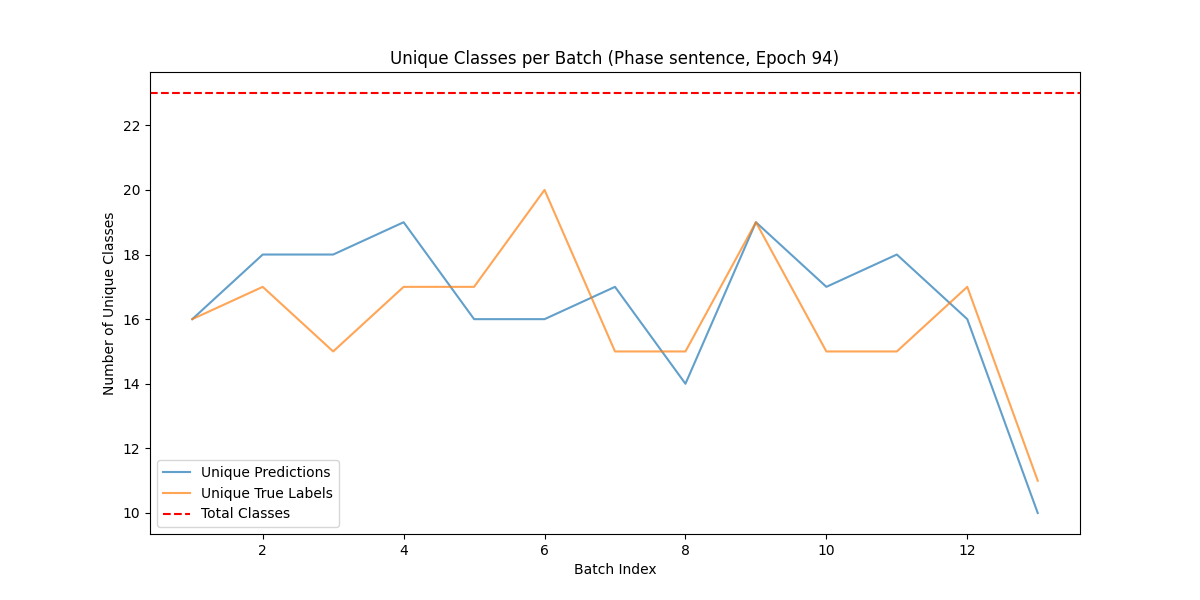 Unique Classes per Batch (Phase sentence, Epoch 94)
Number of Unique Classes
22
20
18
16
14
12
10
Unique Predictions
Unique True Labels
Total Classes
2
4
6
8
10
12
Batch Index